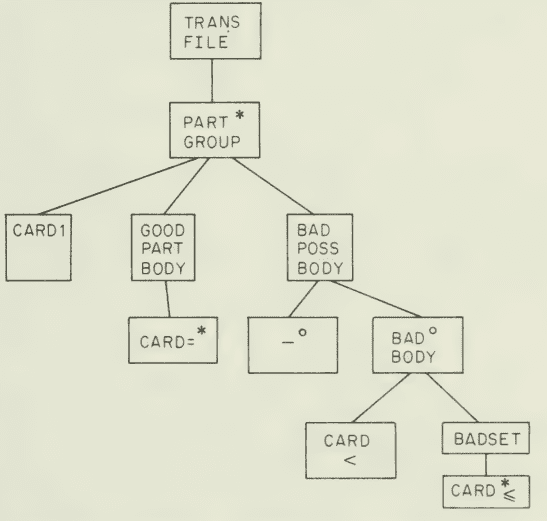 TRANS
FILE
PART *
GROUP
CARD1
GOOD
PART
BODY
BAD
POSS
BODY
CARD=*
–°
BAD°
BODY
CARD
<
BADSET
CARD*≤